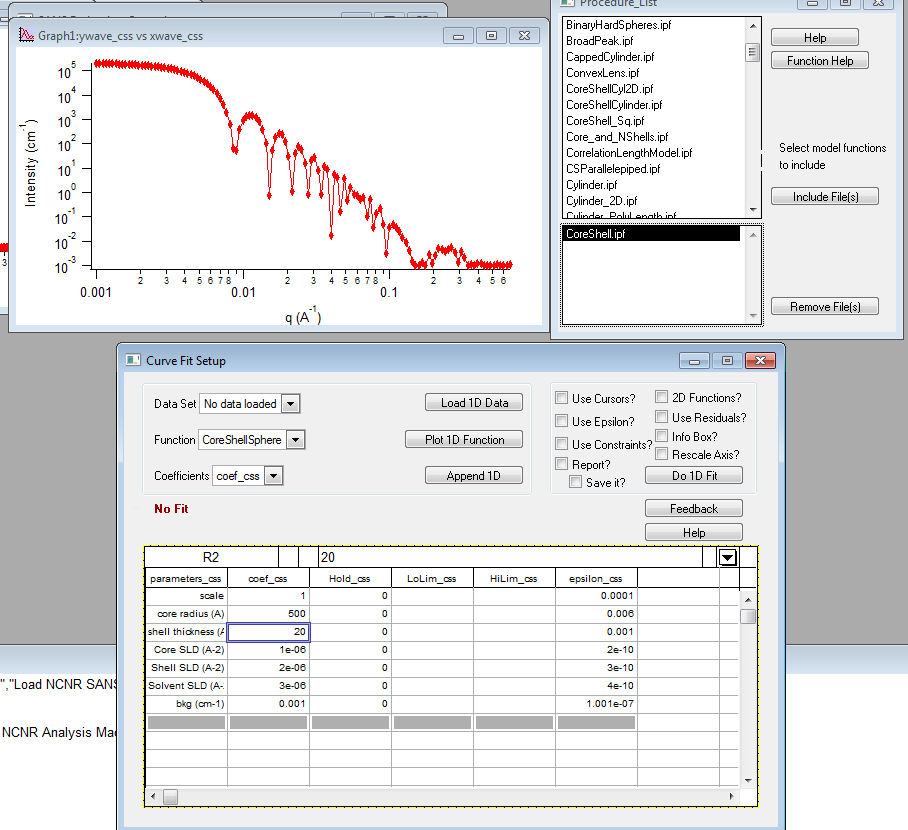 Procedure_List
Graph1:ywave_css vs xwave_css
Intensity (cm-1)
10^5
10^4
10^3
10^2
10^1
10^0
10^-1
10^-2
10^-3
0.001
2
3
4
5
6
7
8
0.01
2
3
4
5
6
7
8
0.1
2
3
4
5
6
q (A-1)
3
BinaryHardSpheres.ipf
BroadPeak.ipf
CappedCylinder.ipf
ConvexLens.ipf
CoreShellCyl2D.ipf
CoreShellCylinder.ipf
CoreShell_Sq.ipf
Core_and_NShells.ipf
CorrelationLengthModel.ipf
CSParallelepiped.ipf
Cylinder.ipf
Cylinder_2D.ipf
Cylinder_PolyLength.ipf
CoreShell.ipf
Help
Function Help
Select model functions
to include
Include File(s)
Remove File(s)
Curve Fit Setup
Data Set No data loaded
Function CoreShellSphere
Coefficients coef_css
Load 1D Data
Plot 1D Function
Append 1D
Use Cursors?
Use Epsilon?
Use Constraints?
Report?
Save it?
2D Functions?
Use Residuals?
Info Box?
Rescale Axis?
Do 1D Fit
No Fit
Feedback
Help
R2 20
parameters_css coef_css Hold_css LoLim_css HiLim_css epsilon_css
scale 1 0 0.0001
core radius (A) 500 0 0.006
shell thickness (A 20 0 0.001
Core SLD (A-2) 1e-06 0 2e-10
Shell SLD (A-2) 2e-06 0 3e-10
Solvent SLD (A- 3e-06 0 4e-10
bkg (cm-1) 0.001 0 1.001e-07
","Load NCNR SANS
NCNR Analysis Mac